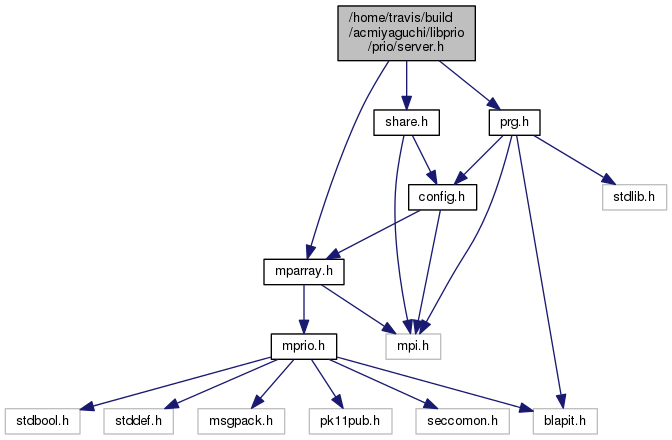 /home/travis/build
/acmiyaguchi/libprio
/prio/server.h
share.h
prg.h
config.h
stdlib.h
mparray.h
mprio.h
mpi.h
stdbool.h
stddef.h
msgpack.h
pk11pub.h
seccomon.h
blapit.h